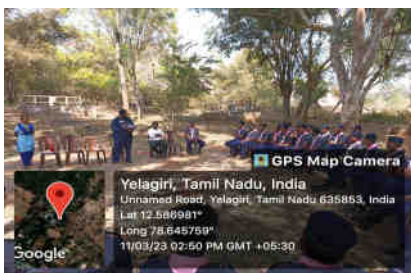 GPS Map Camera
Yelagiri, Tamil Nadu, India
Unnamed Road, Yelagiri, Tamil Nadu 635853, India
Lat 12.586981°
Long 78.645759°
11/03/23 02:50 PM GMT +05:30
Google